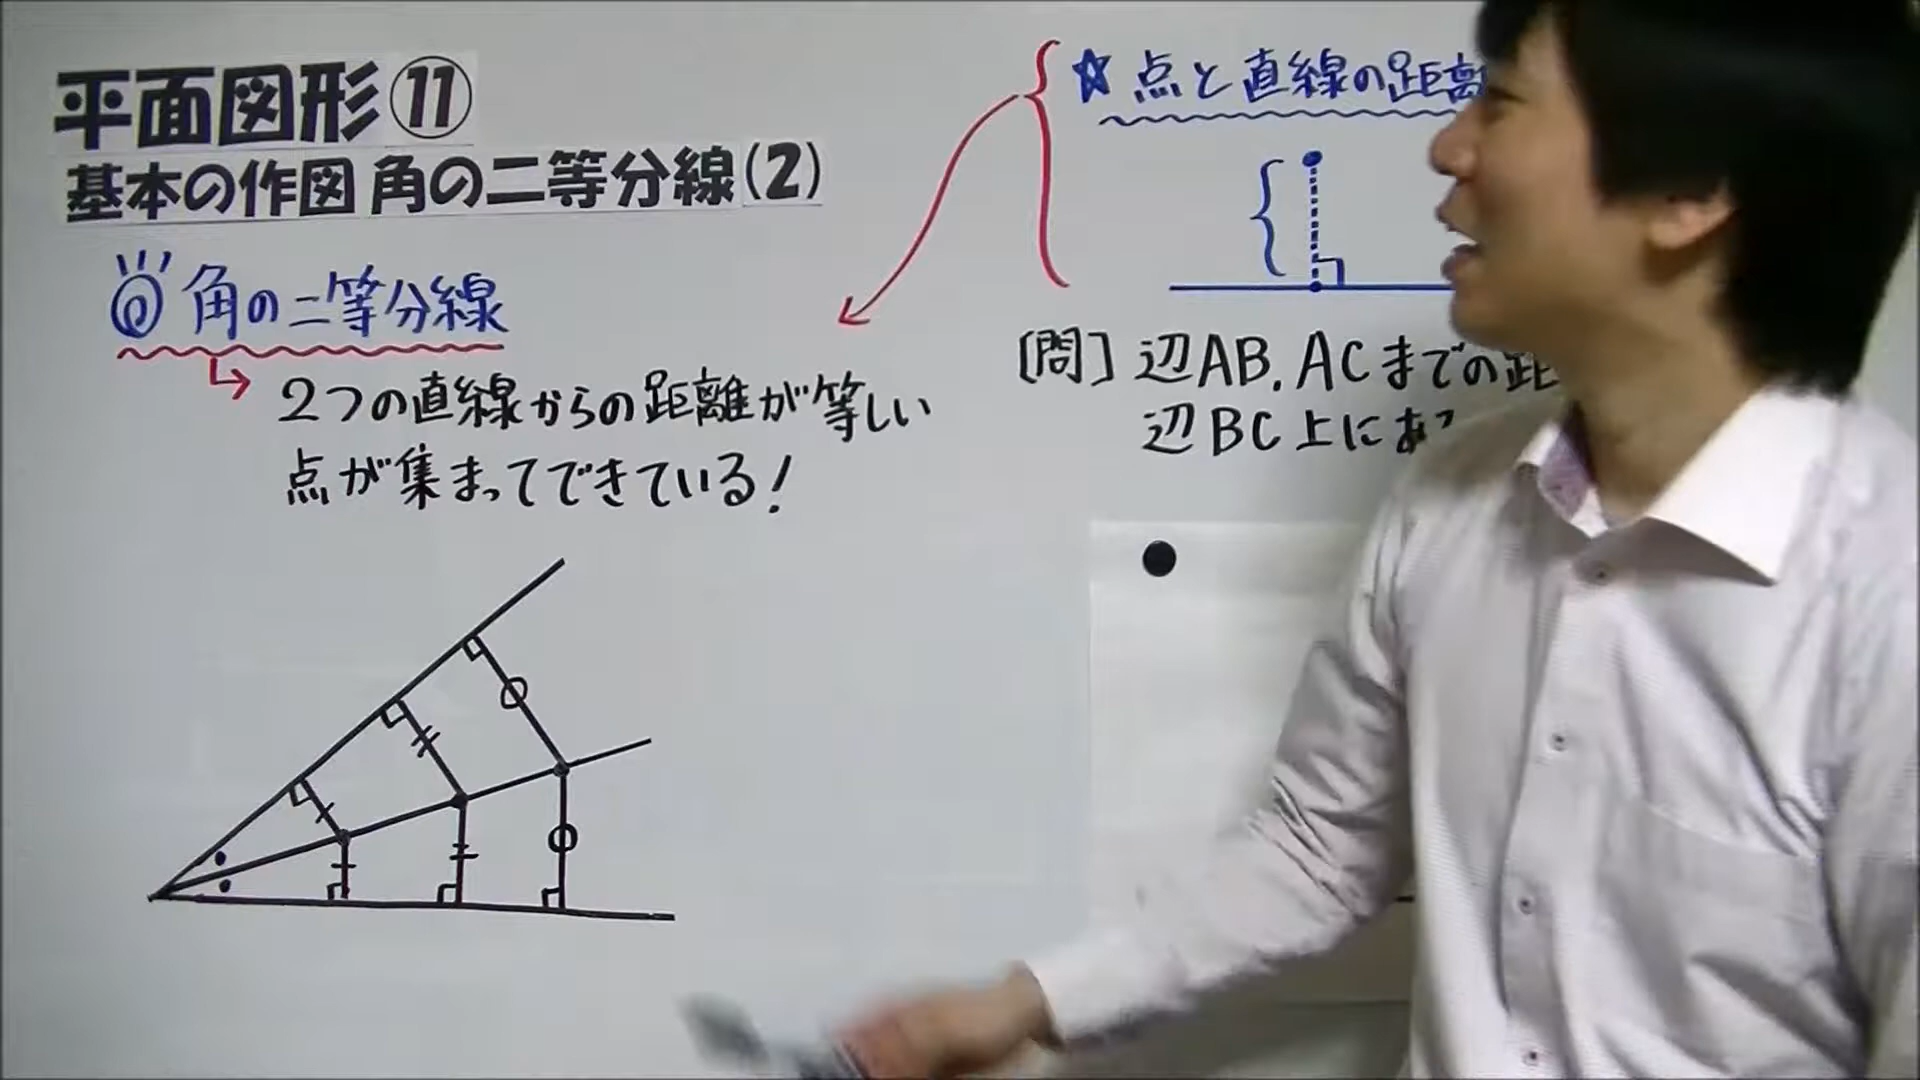 平面図形⑪
基本の作図 角の二等分線(2)
角の二等分線
2つの直線からの距離が等しい
点が集まってできている!
☆ 点と直線の距離
[問] 辺AB, ACまでの距
辺BC上にある